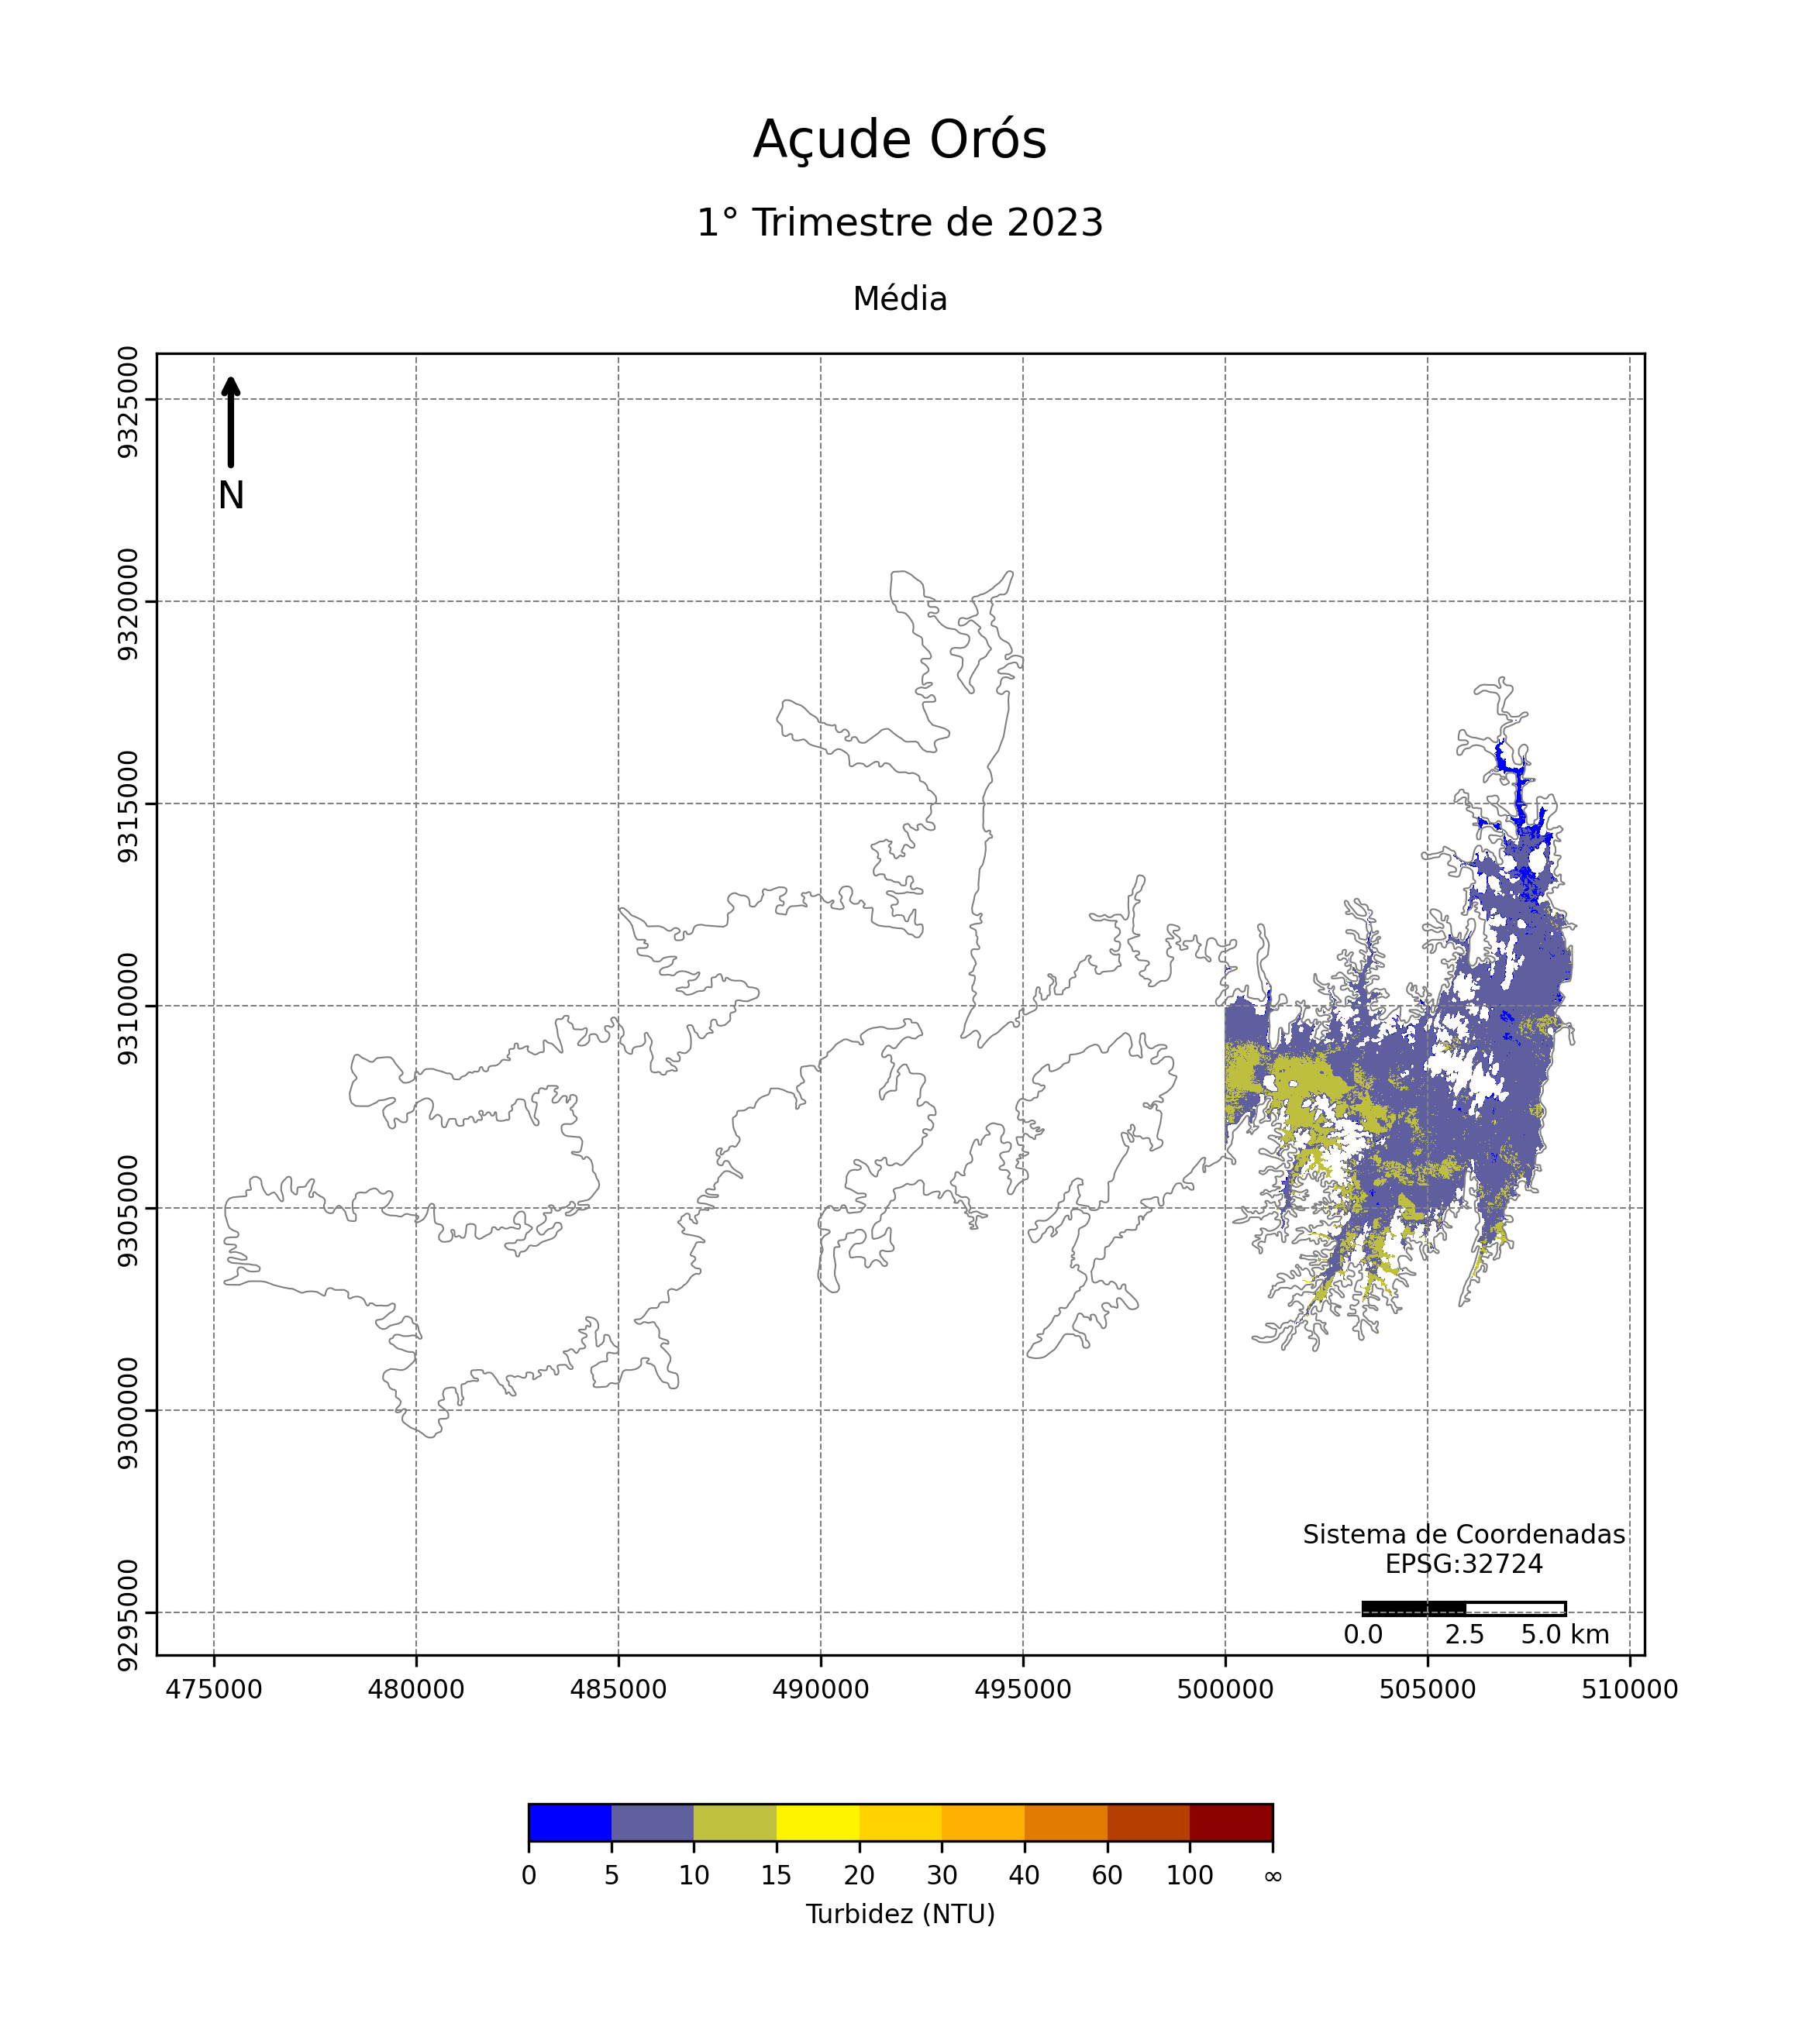 Açude Orós
1° Trimestre de 2023
Média
9325000
9320000
9315000
9310000
9305000
9300000
9295000
N
Sistema de Coordenadas
EPSG:32724
0.0 2.5 5.0 km
475000 480000 485000 490000 495000 500000 505000 510000
0 5 10 15 20 30 40 60 100 ∞
Turbidez (NTU)